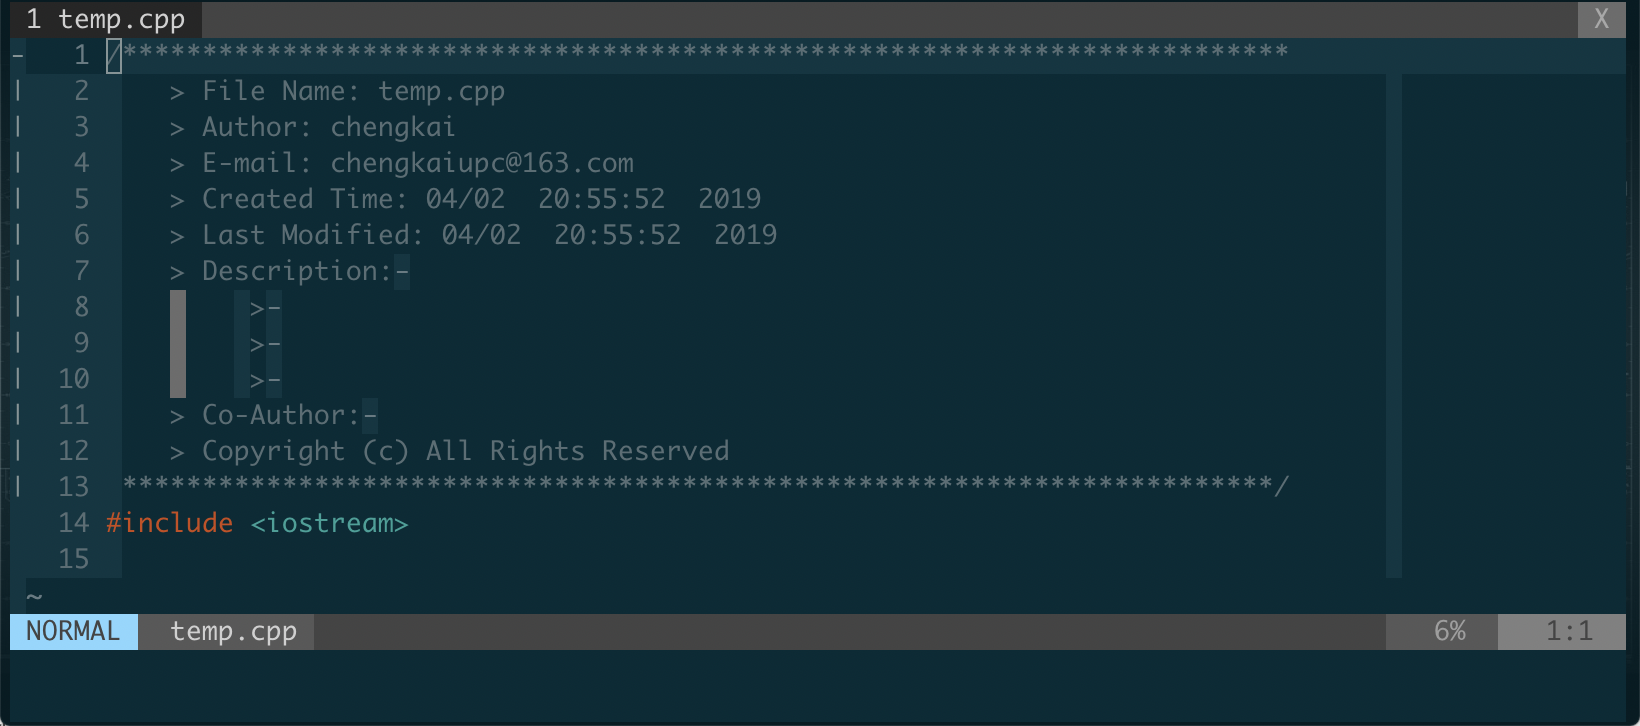 1 temp.cpp X
- 1 /*************************************************************************
| 2 > File Name: temp.cpp
| 3 > Author: chengkai
| 4 > E-mail: chengkaiupc@163.com
| 5 > Created Time: 04/02  20:55:52  2019
| 6 > Last Modified: 04/02  20:55:52  2019
| 7 > Description:-
| 8 >-
| 9 >-
| 10 >-
| 11 > Co-Author:-
| 12 > Copyright (c) All Rights Reserved
| 13 ************************************************************************/
14 #include <iostream>
15
~
NORMAL temp.cpp 6% 1:1